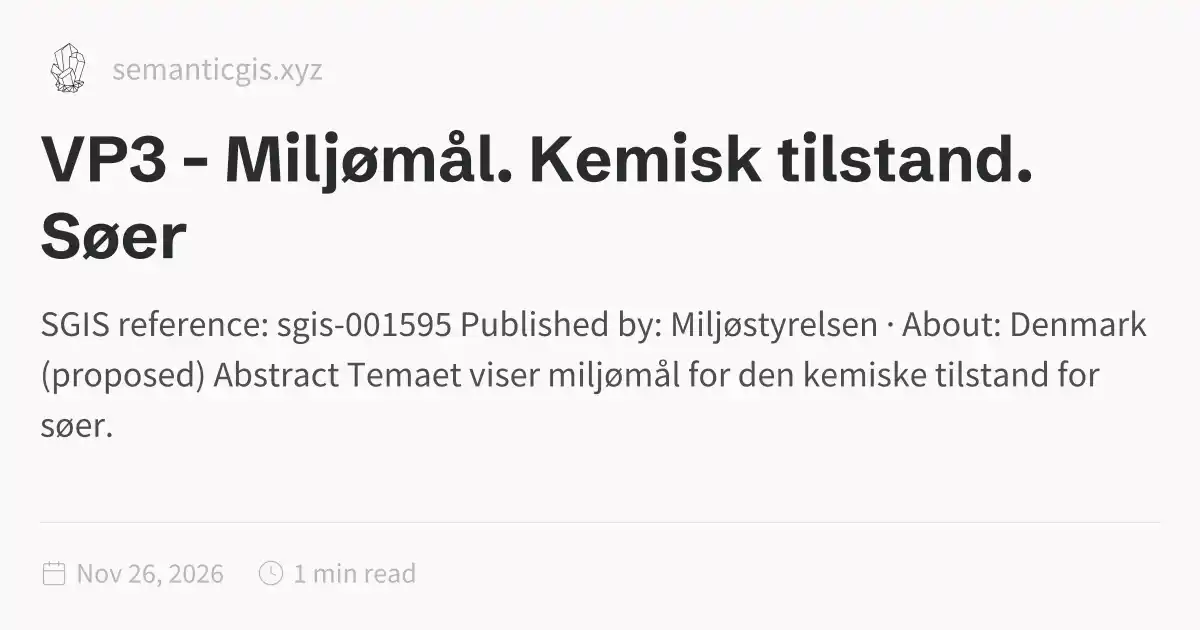 semanticgis.xyz
VP3 - Miljømål. Kemisk tilstand.
Søer
SGIS reference: sgis-001595 Published by: Miljøstyrelsen · About: Denmark
(proposed) Abstract Temaet viser miljømål for den kemiske tilstand for
søer.
Nov 26, 2026 1 min read